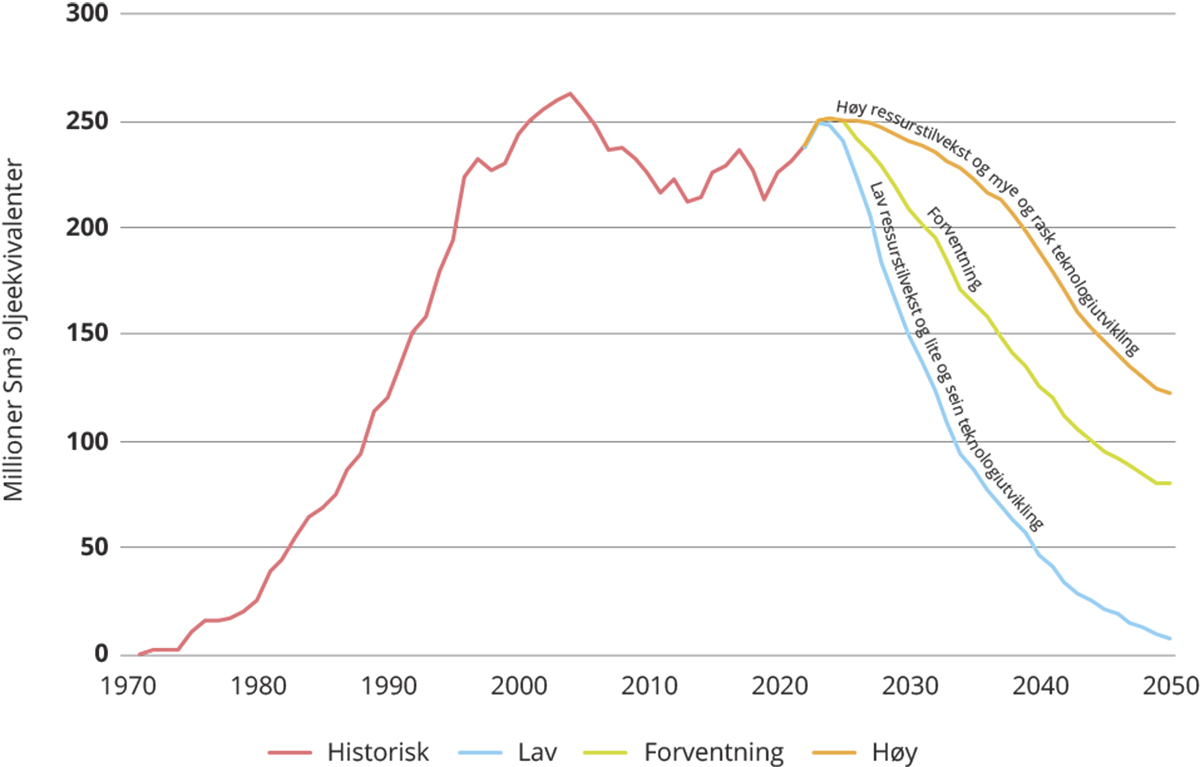 300
250
200
150
100
50
0
Millioner Sm³ oljeekvivalenter
Høy ressurstilvekst og mye og rask teknologiutvikling
Forventning
Lav ressurstilvekst og lite og sein teknologiutvikling
1970 1980 1990 2000 2010 2020 2030 2040 2050
Historisk Lav Forventning Høy